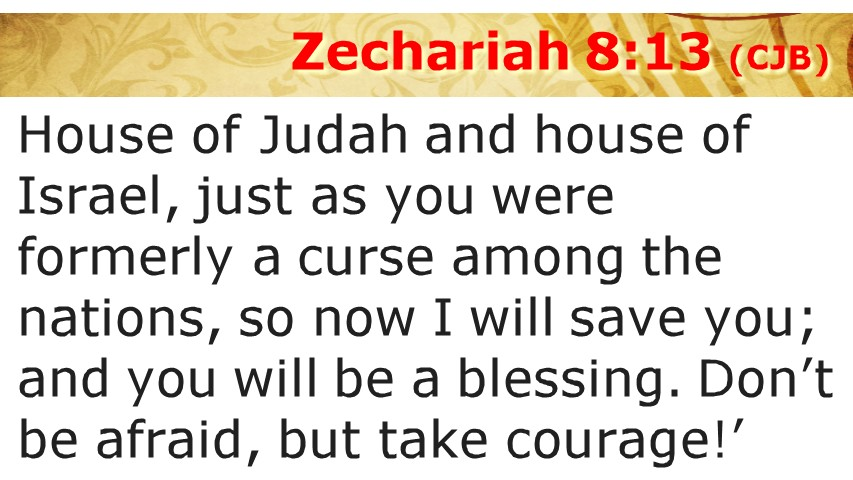 Zechariah 8:13 (CJB)
House of Judah and house of
Israel, just as you were
formerly a curse among the
nations, so now I will save you;
and you will be a blessing. Don’t
be afraid, but take courage!’